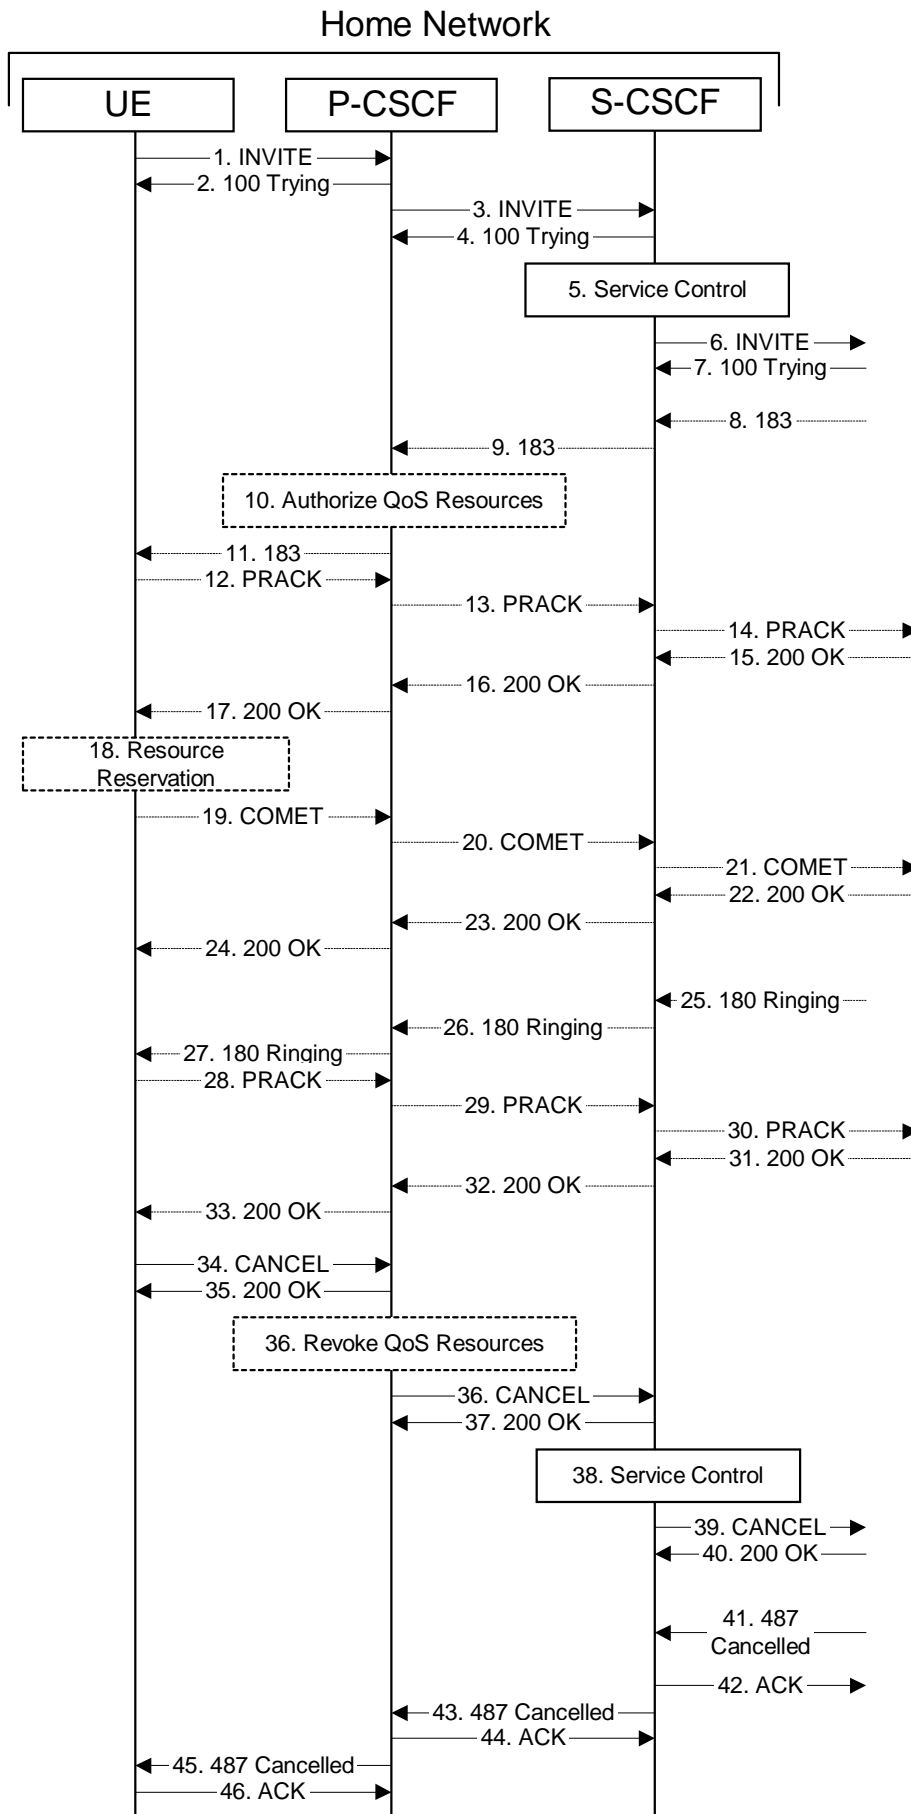 Home Network
UE
P-CSCF
S-CSCF
1. INVITE
2. 100 Trying
3. INVITE
4. 100 Trying
5. Service Control
6. INVITE
7. 100 Trying
8. 183
9. 183
10. Authorize QoS Resources
11. 183
12. PRACK
13. PRACK
14. PRACK
15. 200 OK
16. 200 OK
17. 200 OK
18. Resource
Reservation
19. COMET
20. COMET
21. COMET
22. 200 OK
23. 200 OK
24. 200 OK
25. 180 Ringing
26. 180 Ringing
27. 180 Ringing
28. PRACK
29. PRACK
30. PRACK
31. 200 OK
32. 200 OK
33. 200 OK
34. CANCEL
35. 200 OK
36. Revoke QoS Resources
36. CANCEL
37. 200 OK
38. Service Control
39. CANCEL
40. 200 OK
41. 487
Cancelled
42. ACK
43. 487 Cancelled
44. ACK
45. 487 Cancelled
46. ACK